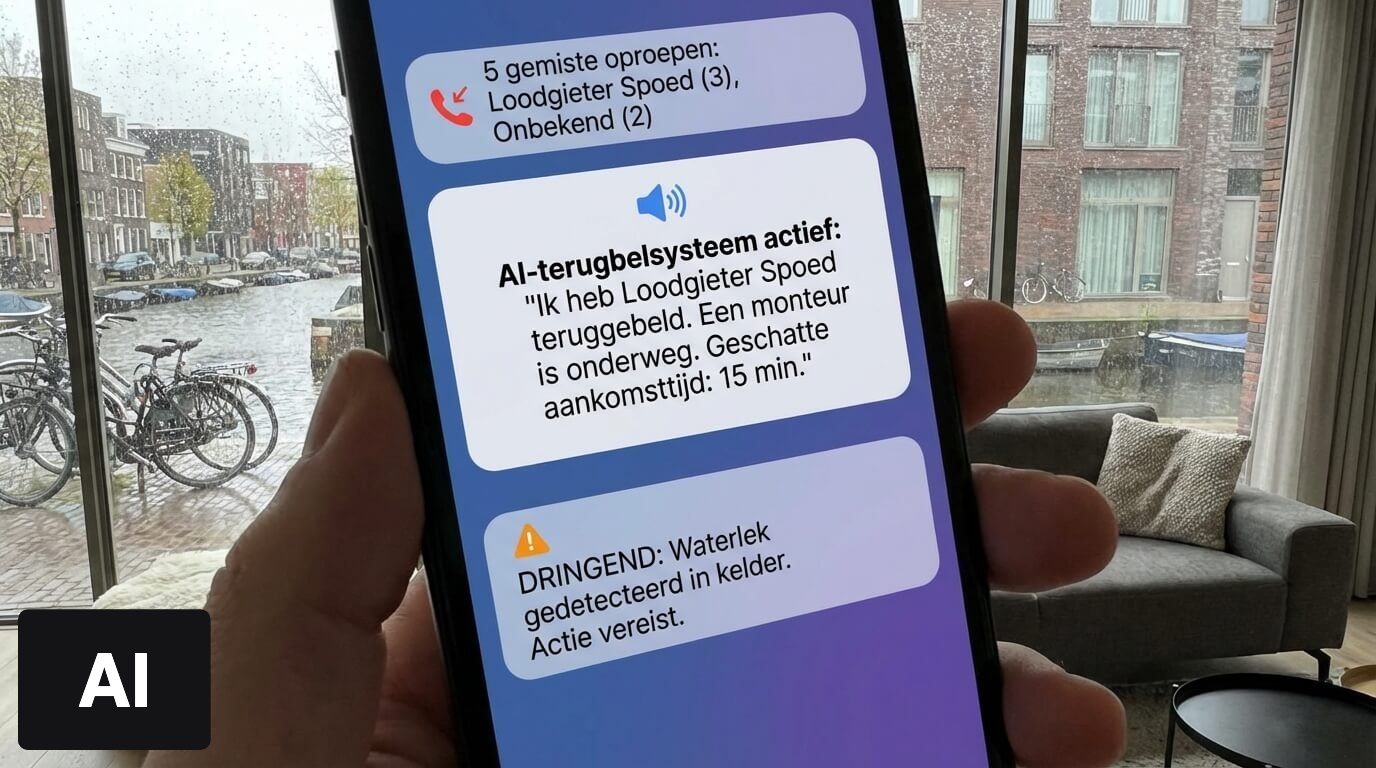 5 gemiste oproepen:
Loodgieter Spoed (3),
Onbekend (2)
AI-terugbelsysteem actief:
"Ik heb Loodgieter Spoed
teruggebeld. Een monteur
is onderweg. Geschatte
aankomsttijd: 15 min."
DRINGEND: Waterlek
gedetecteerd in kelder.
Actie vereist.
AI